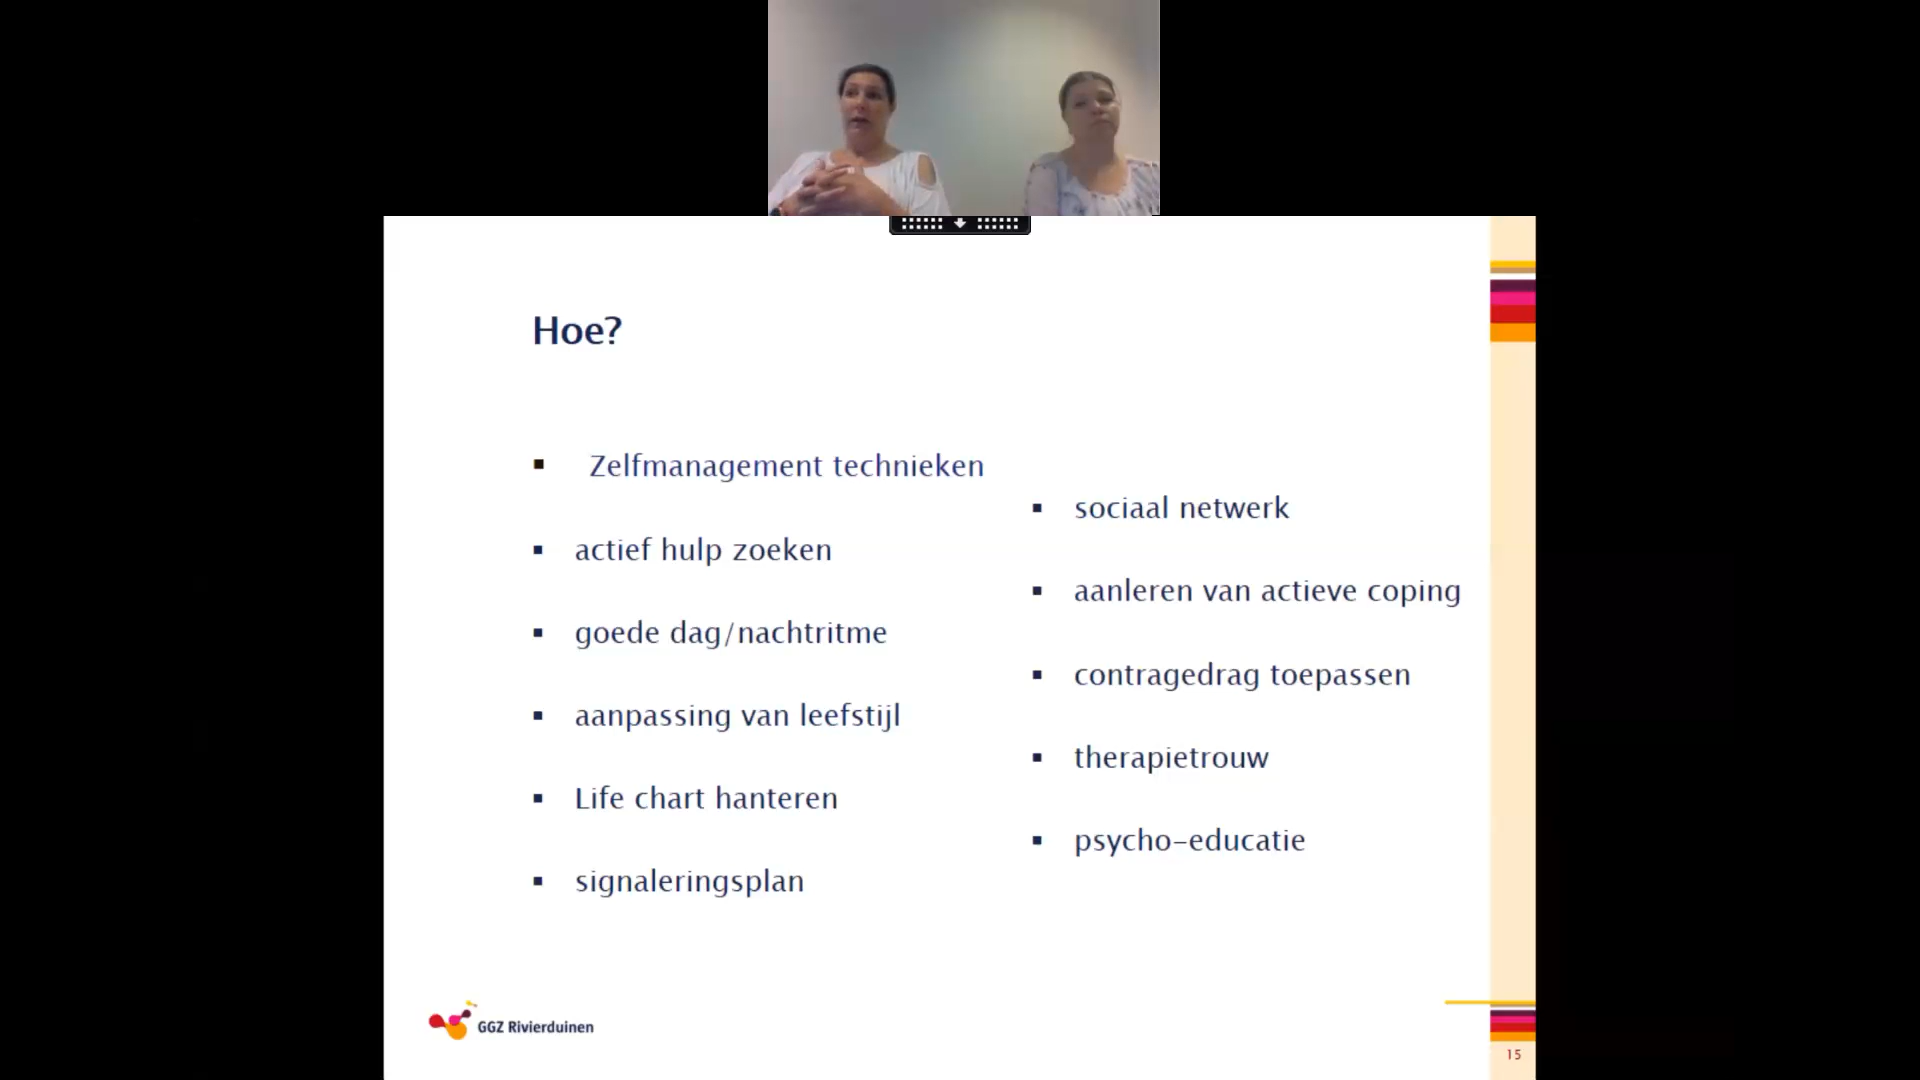 Hoe?
Zelfmanagement technieken
actief hulp zoeken
goede dag/nachtritme
aanpassing van leefstijl
Life chart hanteren
signaleringsplan
sociaal netwerk
aanleren van actieve coping
contragedrag toepassen
therapietrouw
psycho-educatie
GGZ Rivierduinen
15